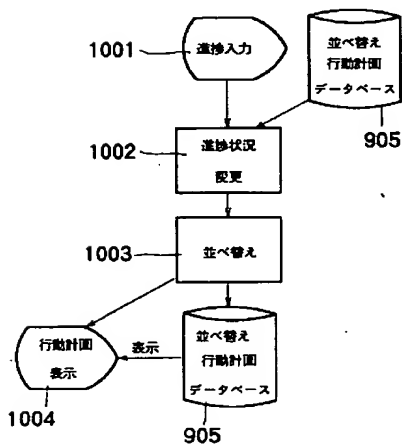 1001
進捗入力
並べ替え
行動計画
データベース
905
1002
進捗状況
変更
1003
並べ替え
行動計画
表示
1004
表示
並べ替え
行動計画
データベース
905